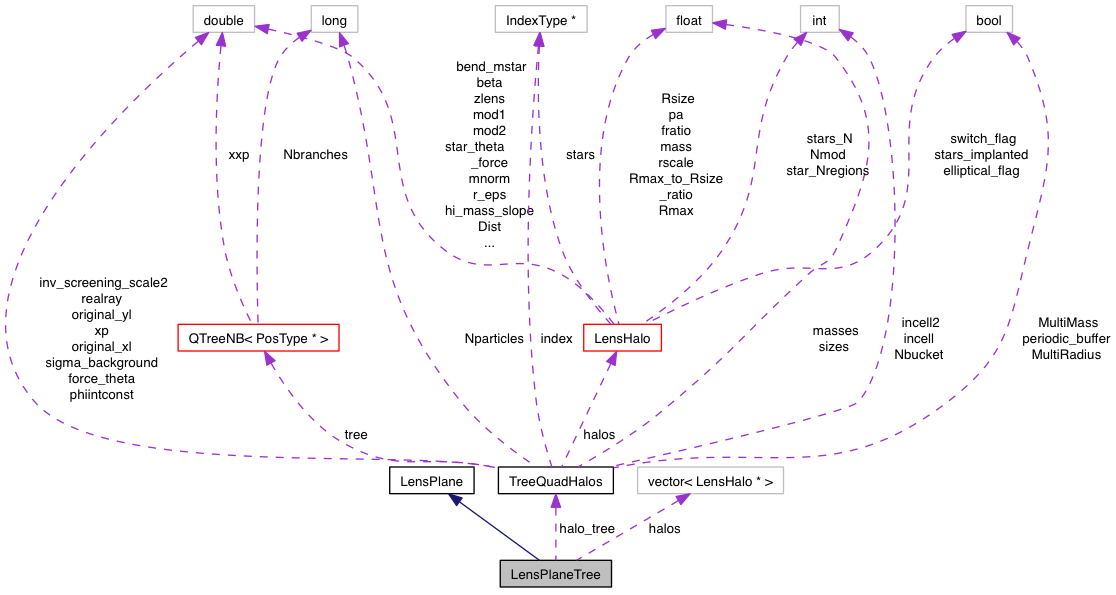 double
long
IndexType *
float
int
bool
bend_mstar
beta
zlens
mod1
mod2
star_theta
_force
mnorm
r_eps
hi_mass_slope
Dist
...
xxp
Nbranches
stars
Rsize
pa
fratio
mass
rscale
Rmax_to_Rsize
_ratio
Rmax
stars_N
Nmod
star_Nregions
switch_flag
stars_implanted
elliptical_flag
inv_screening_scale2
realray
original_yl
xp
original_xl
sigma_background
force_theta
phiintconst
QTreeNB< PosType * >
Nparticles
index
LensHalo
masses
sizes
incell2
incell
Nbucket
MultiMass
periodic_buffer
MultiRadius
tree
halos
LensPlane
TreeQuadHalos
vector< LensHalo * >
halo_tree
halos
LensPlaneTree